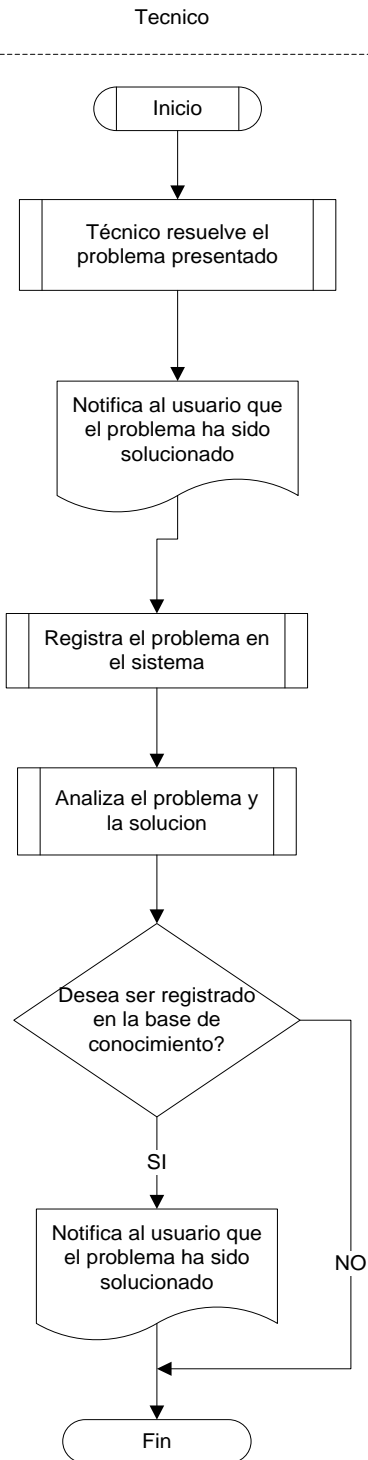 Tecnico
Inicio
Técnico resuelve el
problema presentado
Notifica al usuario que
el problema ha sido
solucionado
Registra el problema en
el sistema
Analiza el problema y
la solucion
Desea ser registrado
en la base de
conocimiento?
SI
Notifica al usuario que
el problema ha sido
solucionado
NO
Fin